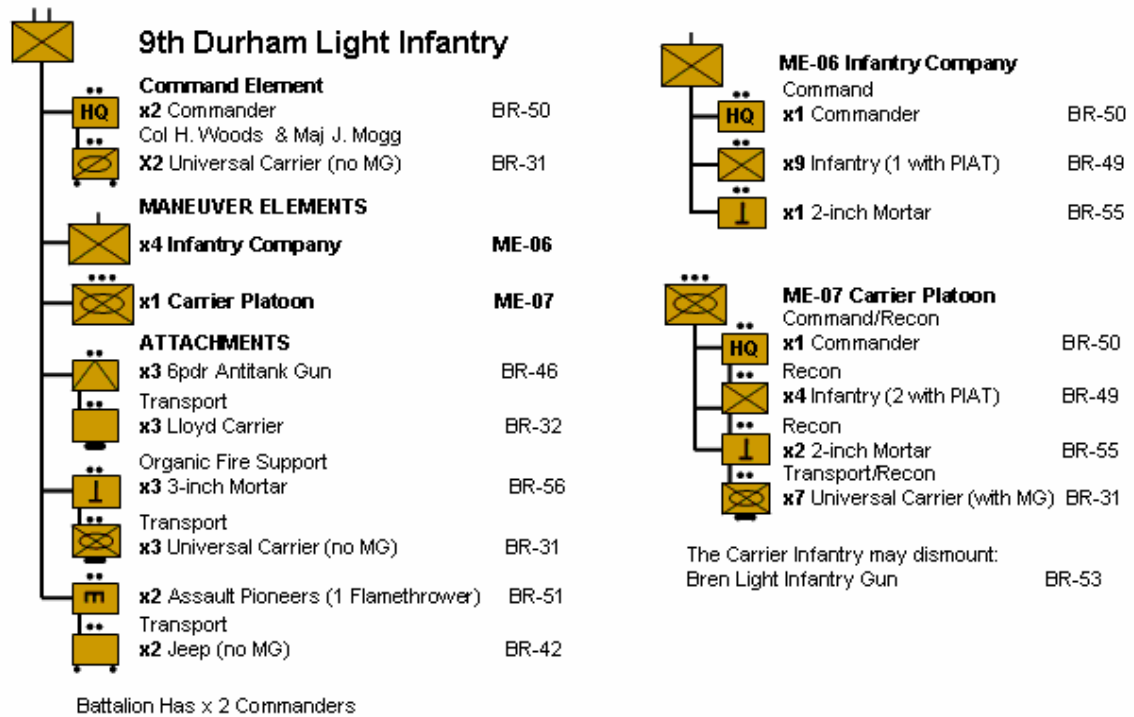 9th Durham Light Infantry
Command Element
HQ x2 Commander BR-50
Col H. Woods & Maj J. Mogg
X2 Universal Carrier (no MG) BR-31
MANEUVER ELEMENTS
x4 Infantry Company ME-06
x1 Carrier Platoon ME-07
ATTACHMENTS
x3 6pdr Antitank Gun BR-46
Transport
x3 Lloyd Carrier BR-32
Organic Fire Support
x3 3-inch Mortar BR-56
Transport
x3 Universal Carrier (no MG) BR-31
x2 Assault Pioneers (1 Flamethrower) BR-51
Transport
x2 Jeep (no MG) BR-42
Battalion Has x 2 Commanders
ME-06 Infantry Company
Command
HQ x1 Commander BR-50
x9 Infantry (1 with PIAT) BR-49
x1 2-inch Mortar BR-55
ME-07 Carrier Platoon
Command/Recon
HQ x1 Commander BR-50
Recon
x4 Infantry (2 with PIAT) BR-49
Recon
x2 2-inch Mortar BR-55
Transport/Recon
x7 Universal Carrier (with MG) BR-31
The Carrier Infantry may dismount:
Bren Light Infantry Gun BR-53